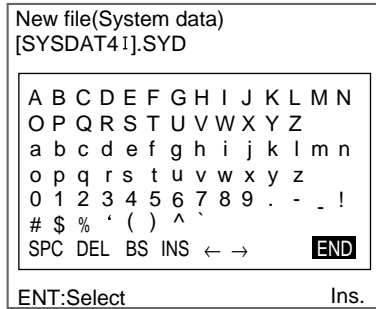 New file(System data)
[SYSDAT4I].SYD
A B C D E F G H I J K L M N
O P Q R S T U V W X Y Z
a b c d e f g h i j k l m n
o p q r s t u v w x y z
0 1 2 3 4 5 6 7 8 9 . - _ !
# $ % ‘ ( ) ^ `
SPC DEL BS INS ← → END
ENT:Select Ins.